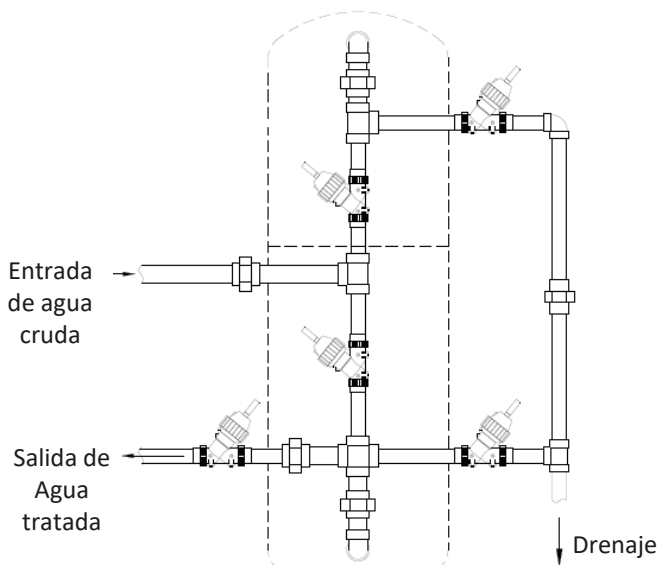 Entrada
de agua
cruda
Salida de
Agua
tratada
Drenaje